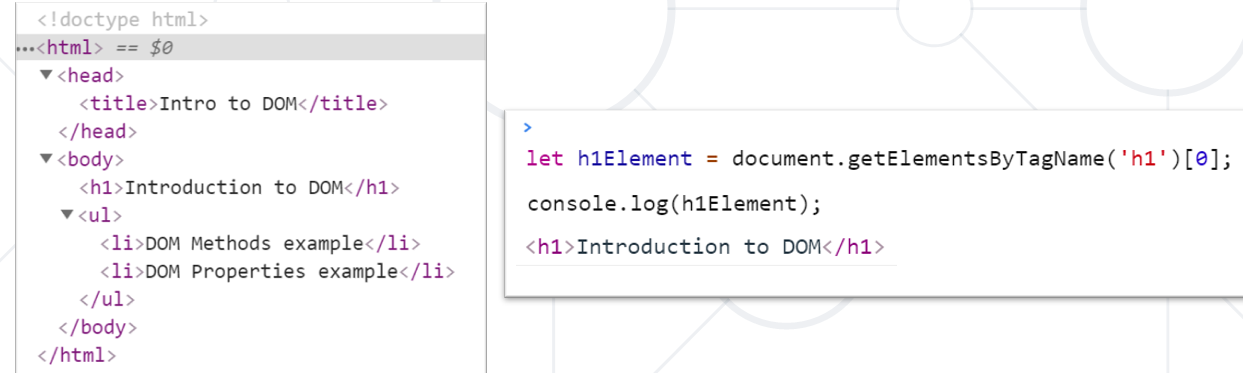 <!doctype html>
…<html> == $0
▼<head>
<title>Intro to DOM</title>
</head>
▼<body>
<h1>Introduction to DOM</h1>
▼<ul>
<li>DOM Methods example</li>
<li>DOM Properties example</li>
</ul>
</body>
</html>
>
let h1Element = document.getElementsByTagName('h1')[0];
console.log(h1Element);
<h1>Introduction to DOM</h1>